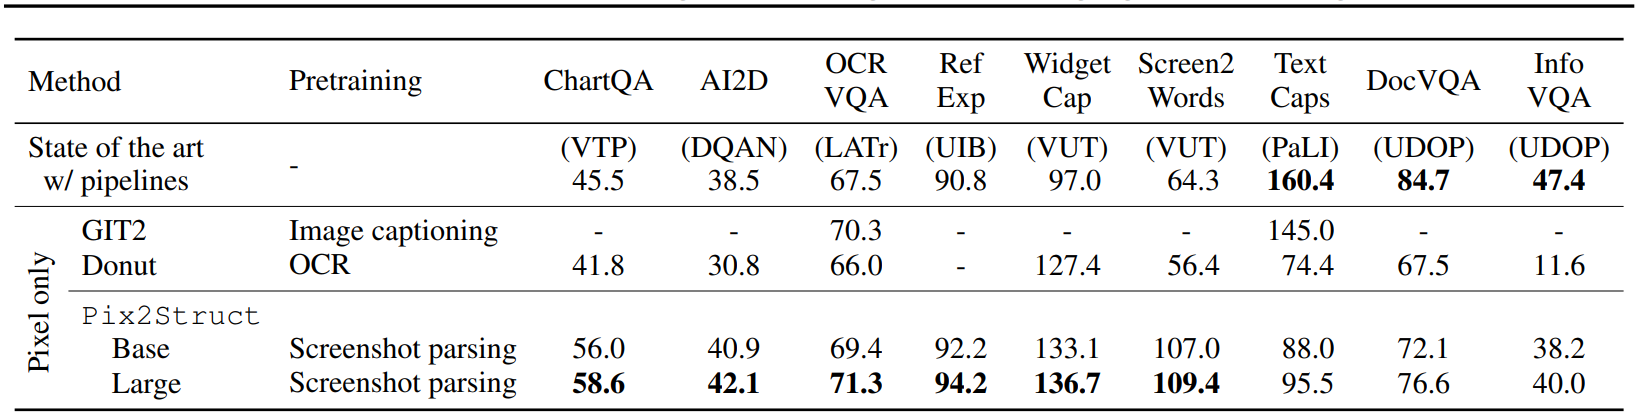 Method Pretraining ChartQA AI2D OCR VQA Ref Exp Widget Cap Screen2 Words Text Caps DocVQA Info VQA
State of the art w/ pipelines - (VTP) 45.5 (DQAN) 38.5 (LATr) 67.5 (UIB) 90.8 (VUT) 97.0 (VUT) 64.3 (PaLI) 160.4 (UDOP) 84.7 (UDOP) 47.4
Pixel only
GIT2 Image captioning - - 70.3 - - - 145.0 - -
Donut OCR 41.8 30.8 66.0 - 127.4 56.4 74.4 67.5 11.6
Pix2Struct
Base Screenshot parsing 56.0 40.9 69.4 92.2 133.1 107.0 88.0 72.1 38.2
Large Screenshot parsing 58.6 42.1 71.3 94.2 136.7 109.4 95.5 76.6 40.0